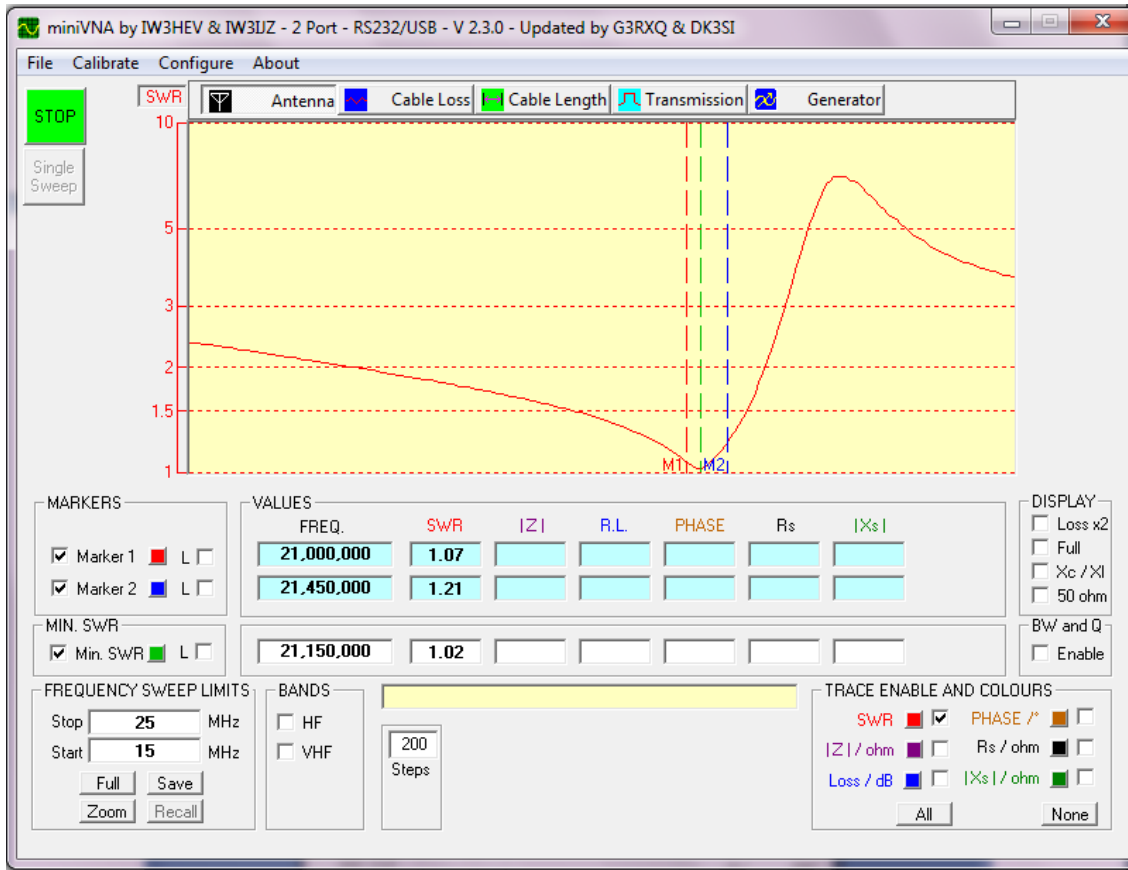 miniVNA by IW3HEV & IW3IJZ - 2 Port - RS232/USB - V 2.3.0 - Updated by G3RXQ & DK3SI
File Calibrate Configure About
STOP
Single
Sweep
SWR Antenna Cable Loss Cable Length Transmission Generator
10
5
3
2
1.5
1
M1 M2
MARKERS
Marker 1 L
Marker 2 L
VALUES
FREQ. SWR |Z| R.L. PHASE Rs |Xs|
21,000,000 1.07
21,450,000 1.21
DISPLAY
Loss x2
Full
Xc / Xl
50 ohm
MIN. SWR
Min. SWR L
21,150,000 1.02
BW and Q
Enable
FREQUENCY SWEEP LIMITS
Stop 25 MHz
Start 15 MHz
Full Save
Zoom Recall
BANDS
HF
VHF
200
Steps
TRACE ENABLE AND COLOURS
SWR PHASE /°
|Z| / ohm Rs / ohm
Loss / dB |Xs| / ohm
All None